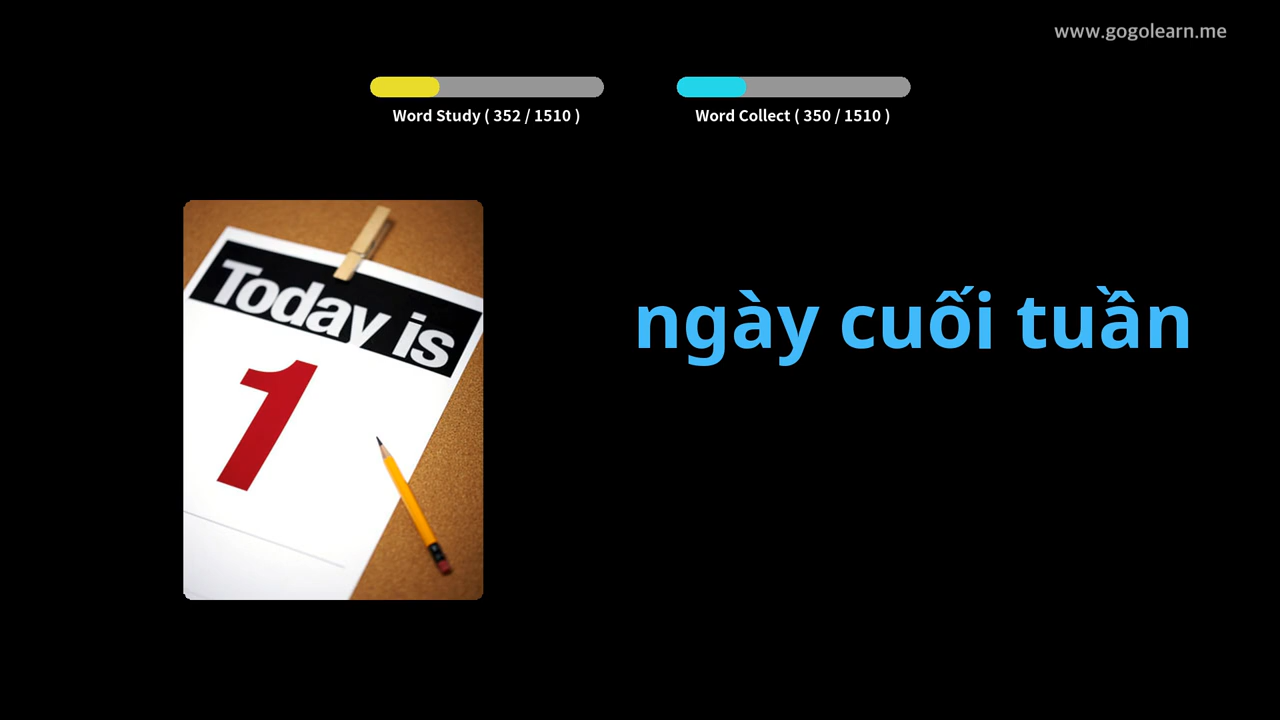 www.gogolearn.me
Word Study ( 352 / 1510 )
Word Collect ( 350 / 1510 )
Today is
1
ngày cuối tuần